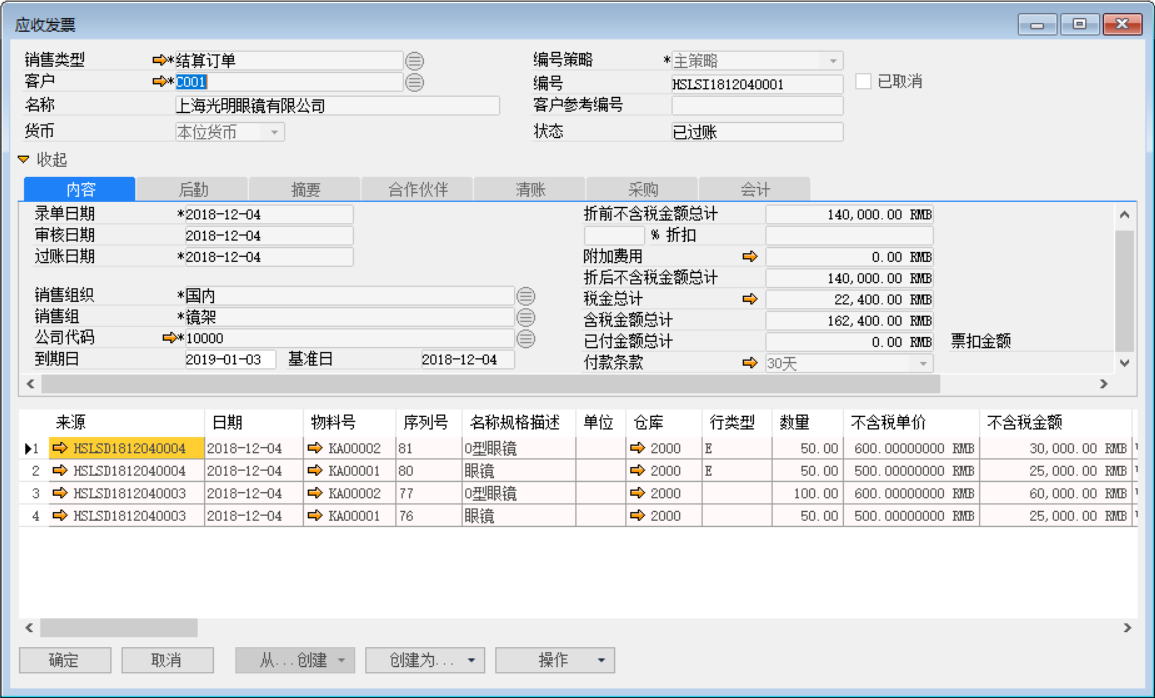 应收发票
销售类型 *结算订单 编号策略 *主策略
客户 *C001 编号 HSLSI1812040001 已取消
名称 上海光明眼镜有限公司 客户参考编号
货币 本位货币 状态 已过账
收起
内容 后勤 摘要 合作伙伴 清账 采购 会计
录单日期 *2018-12-04 折前不含税金额总计 140,000.00 RMB
审核日期 2018-12-04 % 折扣
过账日期 *2018-12-04 附加费用 0.00 RMB
折后不含税金额总计 140,000.00 RMB
销售组织 *国内 税金总计 22,400.00 RMB
销售组 *镜架 含税金额总计 162,400.00 RMB
公司代码 *10000 已付金额总计 0.00 RMB 票扣金额
到期日 2019-01-03 基准日 2018-12-04 付款条款 30天
来源 日期 物料号 序列号 名称规格描述 单位 仓库 行类型 数量 不含税单价 不含税金额
1 HSLSD1812040004 2018-12-04 KA00002 81 O型眼镜 2000 E 50.00 600.00000000 RMB 30,000.00 RMB
2 HSLSD1812040004 2018-12-04 KA00001 80 眼镜 2000 E 50.00 500.00000000 RMB 25,000.00 RMB
3 HSLSD1812040003 2018-12-04 KA00002 77 O型眼镜 2000 100.00 600.00000000 RMB 60,000.00 RMB
4 HSLSD1812040003 2018-12-04 KA00001 76 眼镜 2000 50.00 500.00000000 RMB 25,000.00 RMB
确定 取消 从...创建 创建为... 操作